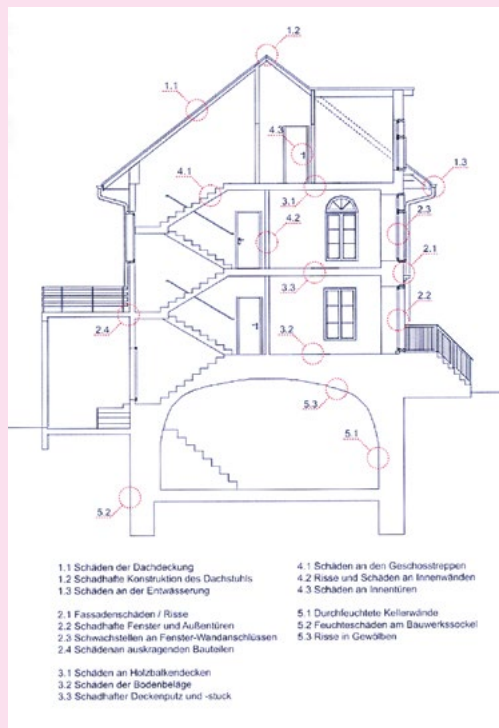 1.2
1.1
4.3
1.3
4.1
3.1
2.3
4.2
2.1
3.3
2.2
2.4
3.2
5.3
5.1
5.2
1.1 Schäden der Dachdeckung
1.2 Schadhafte Konstruktion des Dachstuhls
1.3 Schäden an der Entwässerung
2.1 Fassadenschäden / Risse
2.2 Schadhafte Fenster und Außentüren
2.3 Schwachstellen an Fenster-Wandanschlüssen
2.4 Schädenan auskragenden Bauteilen
3.1 Schäden an Holzbalkendecken
3.2 Schäden der Bodenbeläge
3.3 Schadhafter Deckenputz und -stuck
4.1 Schäden an den Geschosstreppen
4.2 Risse und Schäden an Innenwänden
4.3 Schäden an Innentüren
5.1 Durchfeuchtete Kellerwände
5.2 Feuchteschäden am Bauwerkssockel
5.3 Risse in Gewölben